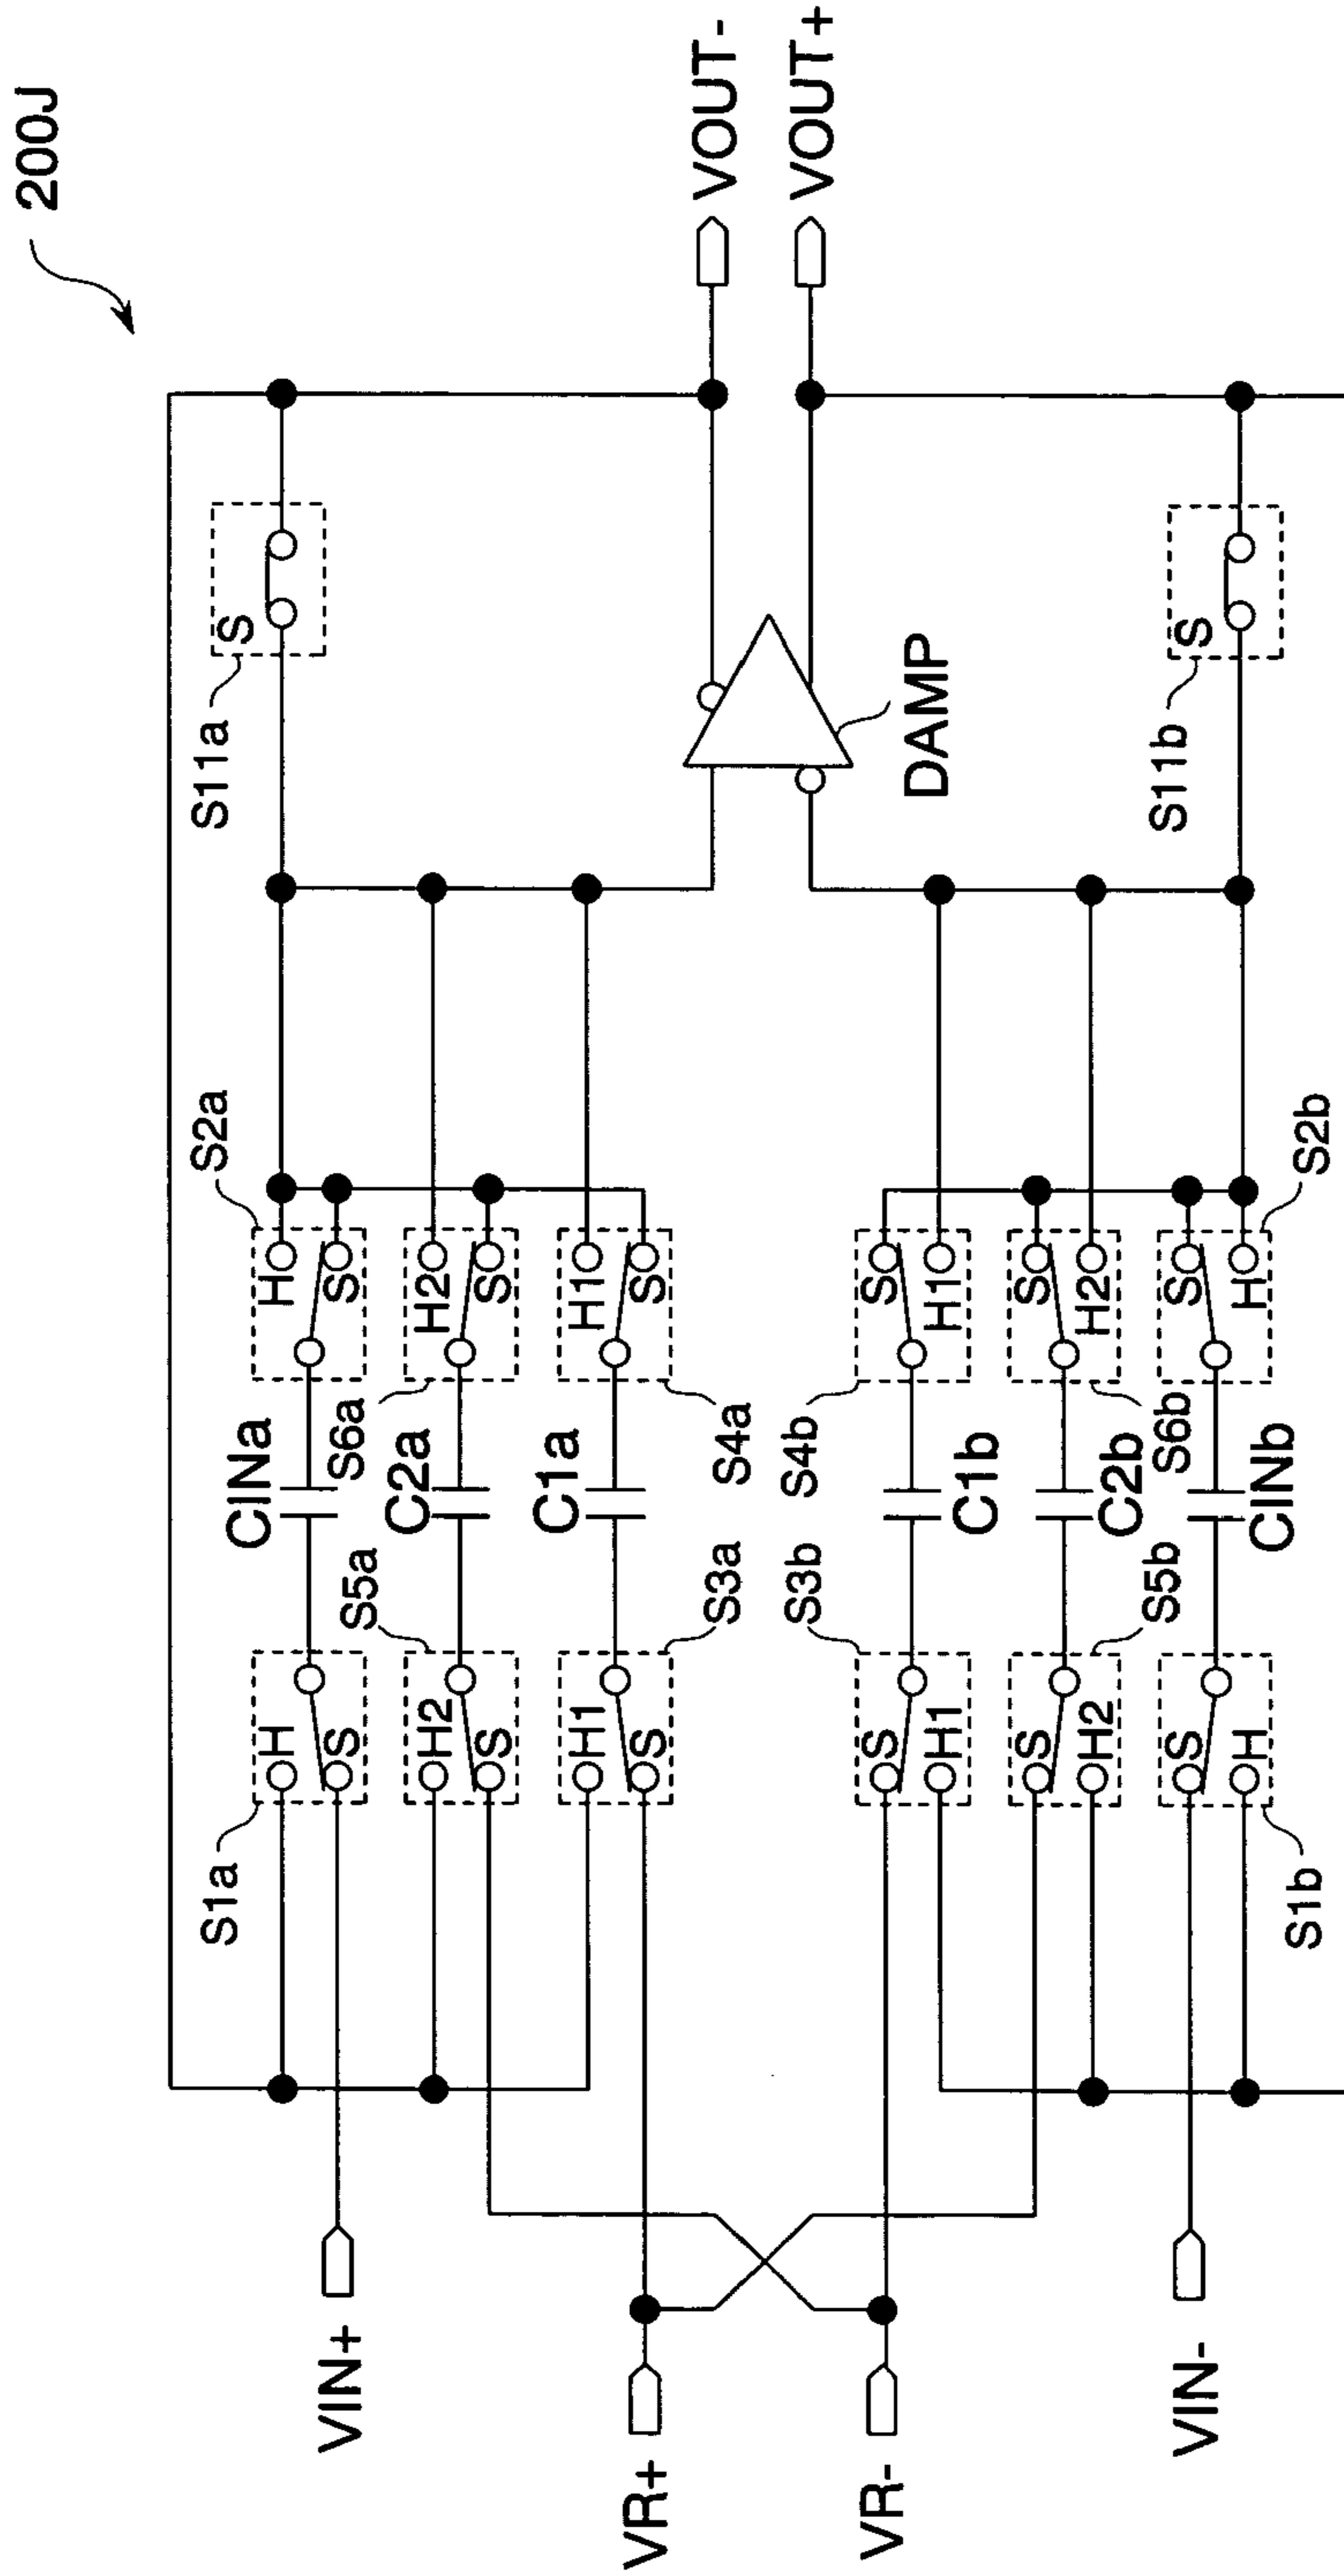 200J
S11a
S
VOUT-
VOUT+
DAMP
S11b
S
S2a
H
S
CINa
S1a
H
S
VIN+
S6a
H2
S
C2a
S5a
H2
S
H1
S
S4a
C1a
S3a
H1
S
VR+
S4b
S
H1
C1b
S3b
S
H1
VR-
S
H2
S6b
C2b
S
H2
S5b
S2b
S
H
CINb
S
H
S1b
VIN-